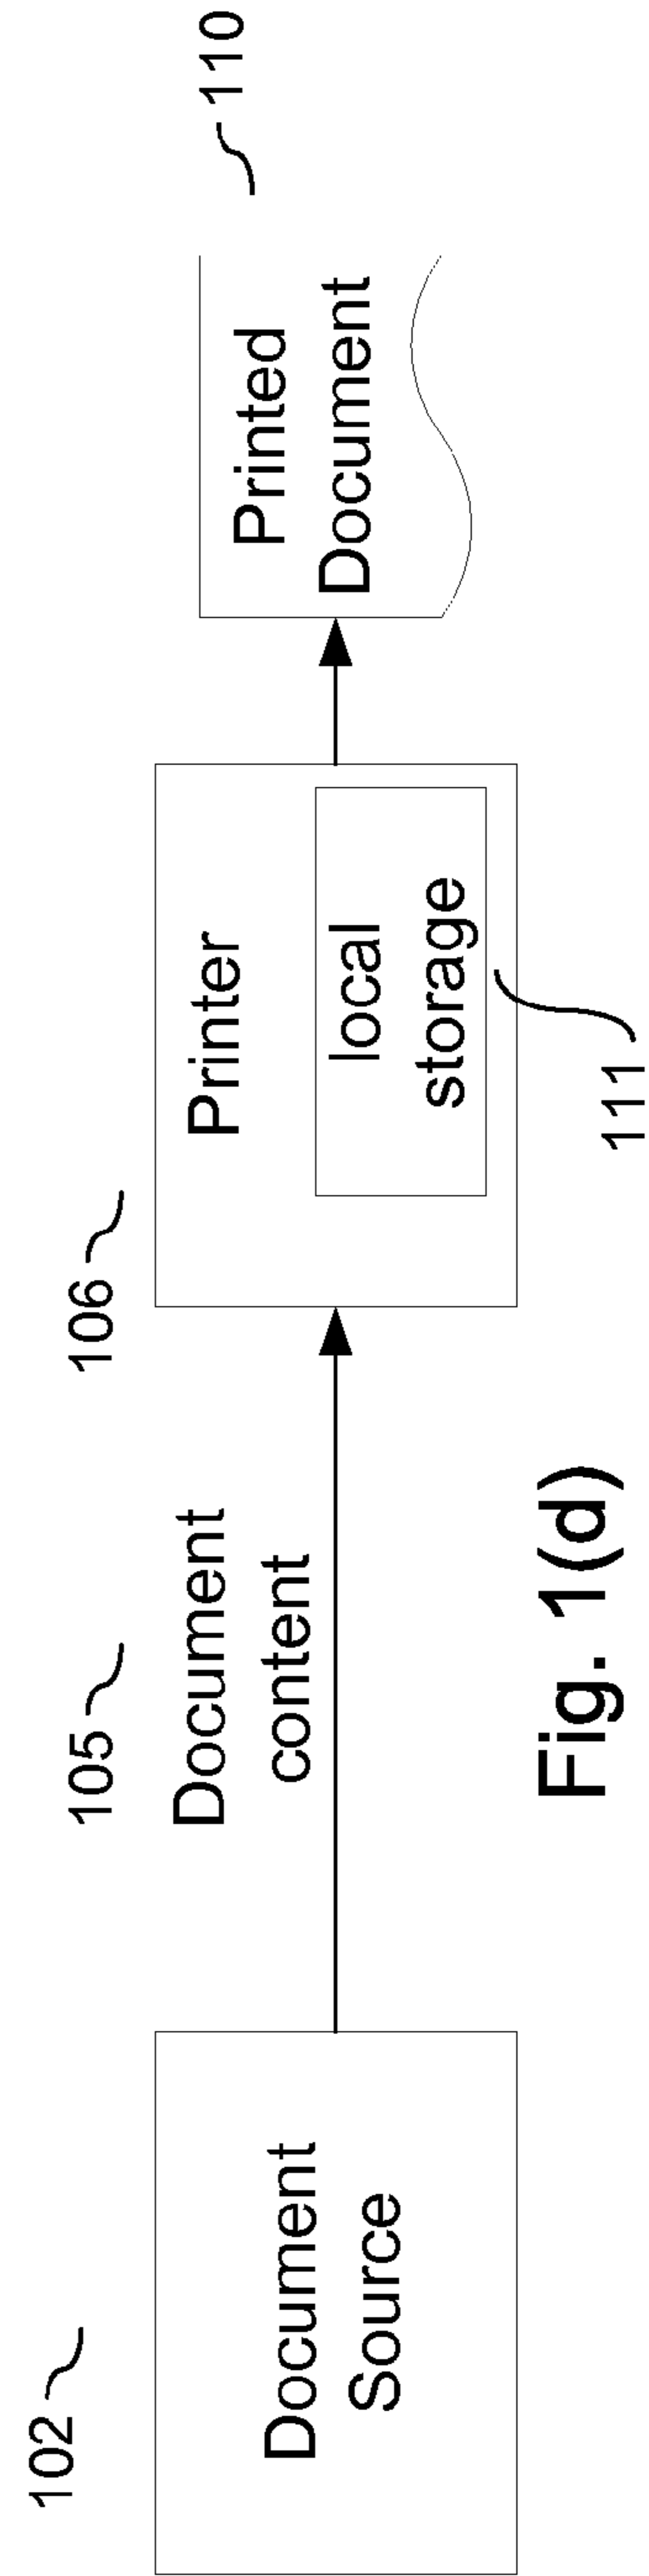 102
Document
Source
105
Document
content
106
Printer
local
storage
111
110
Printed
Document
Fig. 1(d)